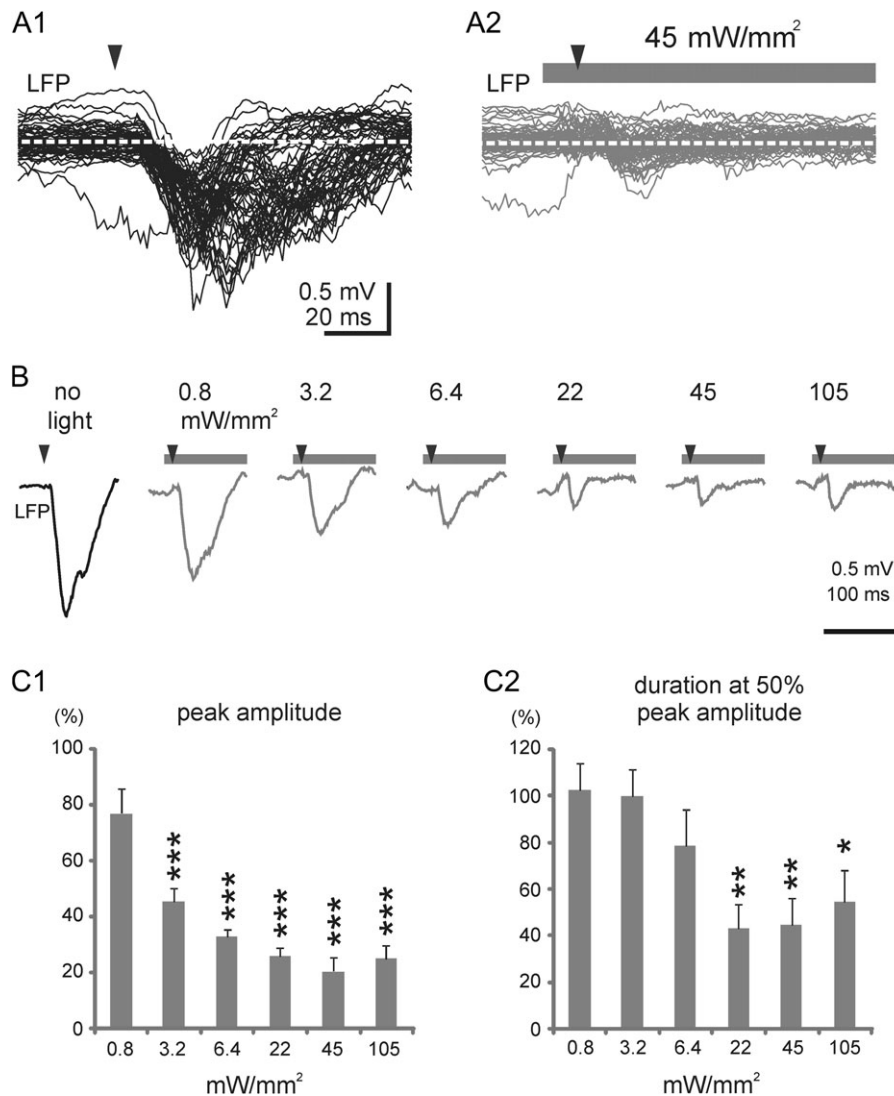 A1
LFP
0.5 mV
20 ms
A2
45 mW/mm²
LFP
B
no light
0.8 mW/mm²
3.2
6.4
22
45
105
LFP
0.5 mV
100 ms
C1
(%)
peak amplitude
100
80
60
40
20
0
***
***
***
***
***
0.8 3.2 6.4 22 45 105
mW/mm²
C2
duration at 50%
peak amplitude
(%)
120
100
80
60
40
20
0
**
**
*
0.8 3.2 6.4 22 45 105
mW/mm²